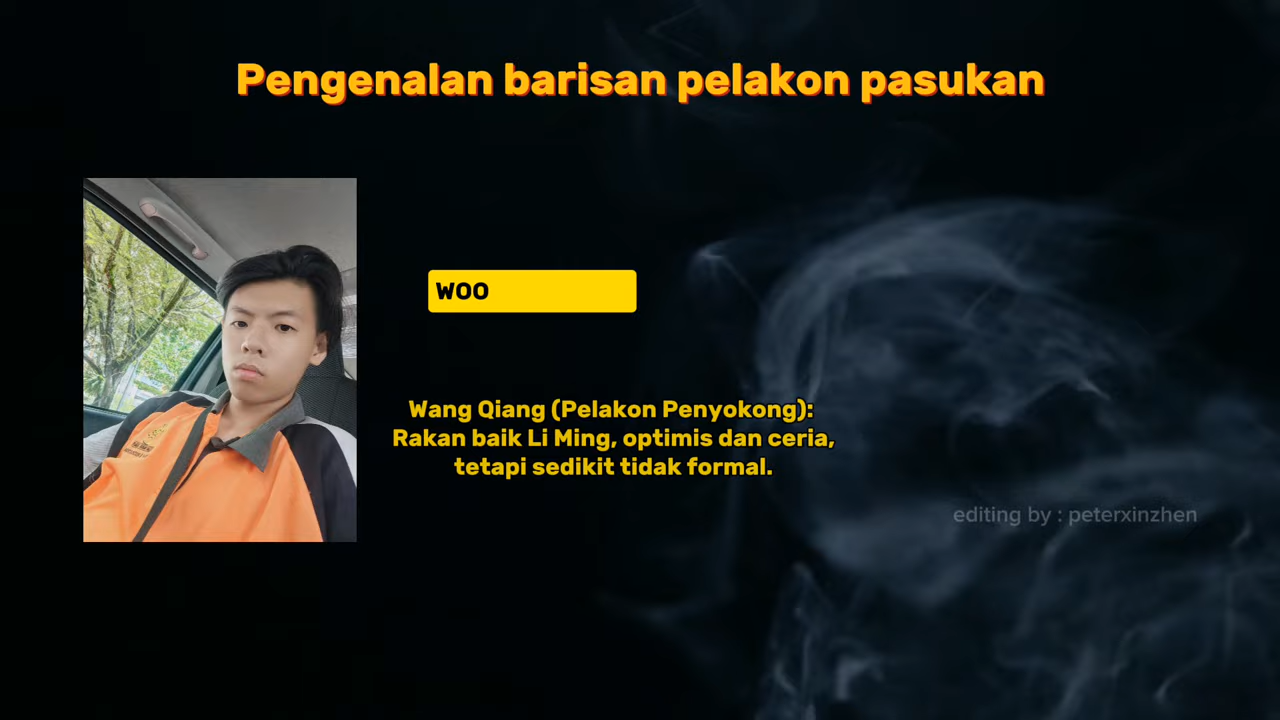 Pengenalan barisan pelakon pasukan
WOO
Wang Qiang (Pelakon Penyokong):
Rakan baik Li Ming, optimis dan ceria,
tetapi sedikit tidak formal.
editing by : peterxinzhen